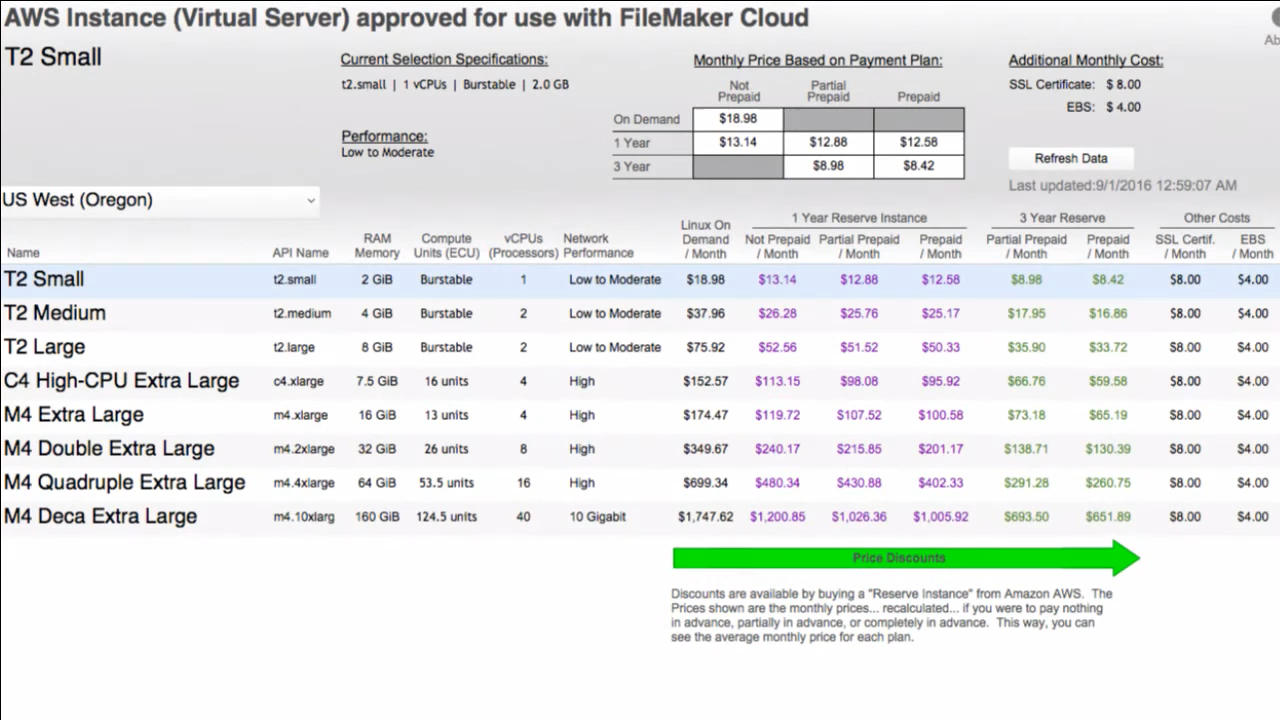 AWS Instance (Virtual Server) approved for use with FileMaker Cloud
Ab
T2 Small
Current Selection Specifications:
t2.small | 1 vCPUs | Burstable | 2.0 GB
Performance:
Low to Moderate
Monthly Price Based on Payment Plan:
Not Prepaid Partial Prepaid Prepaid
On Demand $18.98
1 Year $13.14 $12.88 $12.58
3 Year $8.98 $8.42
Additional Monthly Cost:
SSL Certificate: $ 8.00
EBS: $ 4.00
Refresh Data
Last updated:9/1/2016 12:59:07 AM
US West (Oregon)
1 Year Reserve Instance 3 Year Reserve Other Costs
Name API Name RAM Memory Compute Units (ECU) vCPUs (Processors) Network Performance Linux On Demand / Month Not Prepaid / Month Partial Prepaid / Month Prepaid / Month Partial Prepaid / Month Prepaid / Month SSL Certif. / Month EBS / Month
T2 Small t2.small 2 GiB Burstable 1 Low to Moderate $18.98 $13.14 $12.88 $12.58 $8.98 $8.42 $8.00 $4.00
T2 Medium t2.medium 4 GiB Burstable 2 Low to Moderate $37.96 $26.28 $25.76 $25.17 $17.95 $16.86 $8.00 $4.00
T2 Large t2.large 8 GiB Burstable 2 Low to Moderate $75.92 $52.56 $51.52 $50.33 $35.90 $33.72 $8.00 $4.00
C4 High-CPU Extra Large c4.xlarge 7.5 GiB 16 units 4 High $152.57 $113.15 $98.08 $95.92 $66.76 $59.58 $8.00 $4.00
M4 Extra Large m4.xlarge 16 GiB 13 units 4 High $174.47 $119.72 $107.52 $100.58 $73.18 $65.19 $8.00 $4.00
M4 Double Extra Large m4.2xlarge 32 GiB 26 units 8 High $349.67 $240.17 $215.85 $201.17 $138.71 $130.39 $8.00 $4.00
M4 Quadruple Extra Large m4.4xlarge 64 GiB 53.5 units 16 High $699.34 $480.34 $430.88 $402.33 $291.28 $260.75 $8.00 $4.00
M4 Deca Extra Large m4.10xlarg 160 GiB 124.5 units 40 10 Gigabit $1,747.62 $1,200.85 $1,026.36 $1,005.92 $693.50 $651.89 $8.00 $4.00
Price Discounts
Discounts are available by buying a "Reserve Instance" from Amazon AWS. The
Prices shown are the monthly prices... recalculated... if you were to pay nothing
in advance, partially in advance, or completely in advance. This way, you can
see the average monthly price for each plan.